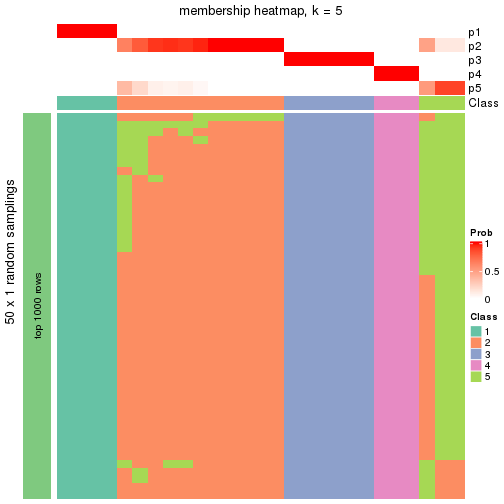 membership heatmap, k = 5
p1
p2
p3
p4
p5
Class
50 x 1 random samplings
top 1000 rows
Prob
1
0.5
0
Class
1
2
3
4
5